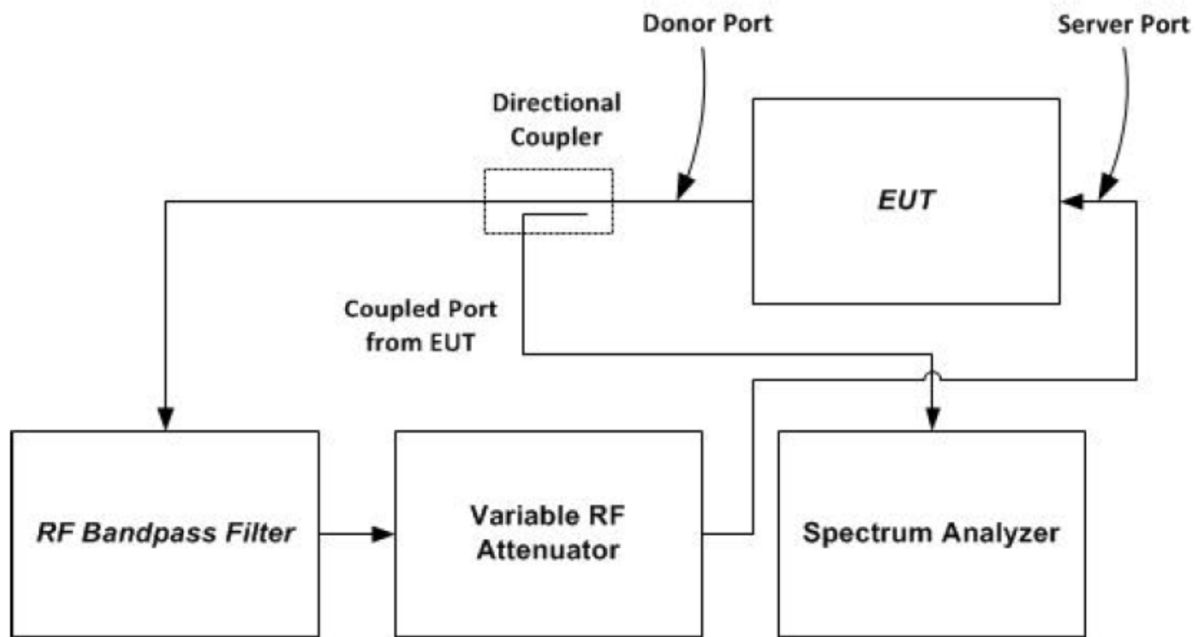 Donor Port
Server Port
Directional
Coupler
EUT
Coupled Port
from EUT
RF Bandpass Filter
Variable RF
Attenuator
Spectrum Analyzer